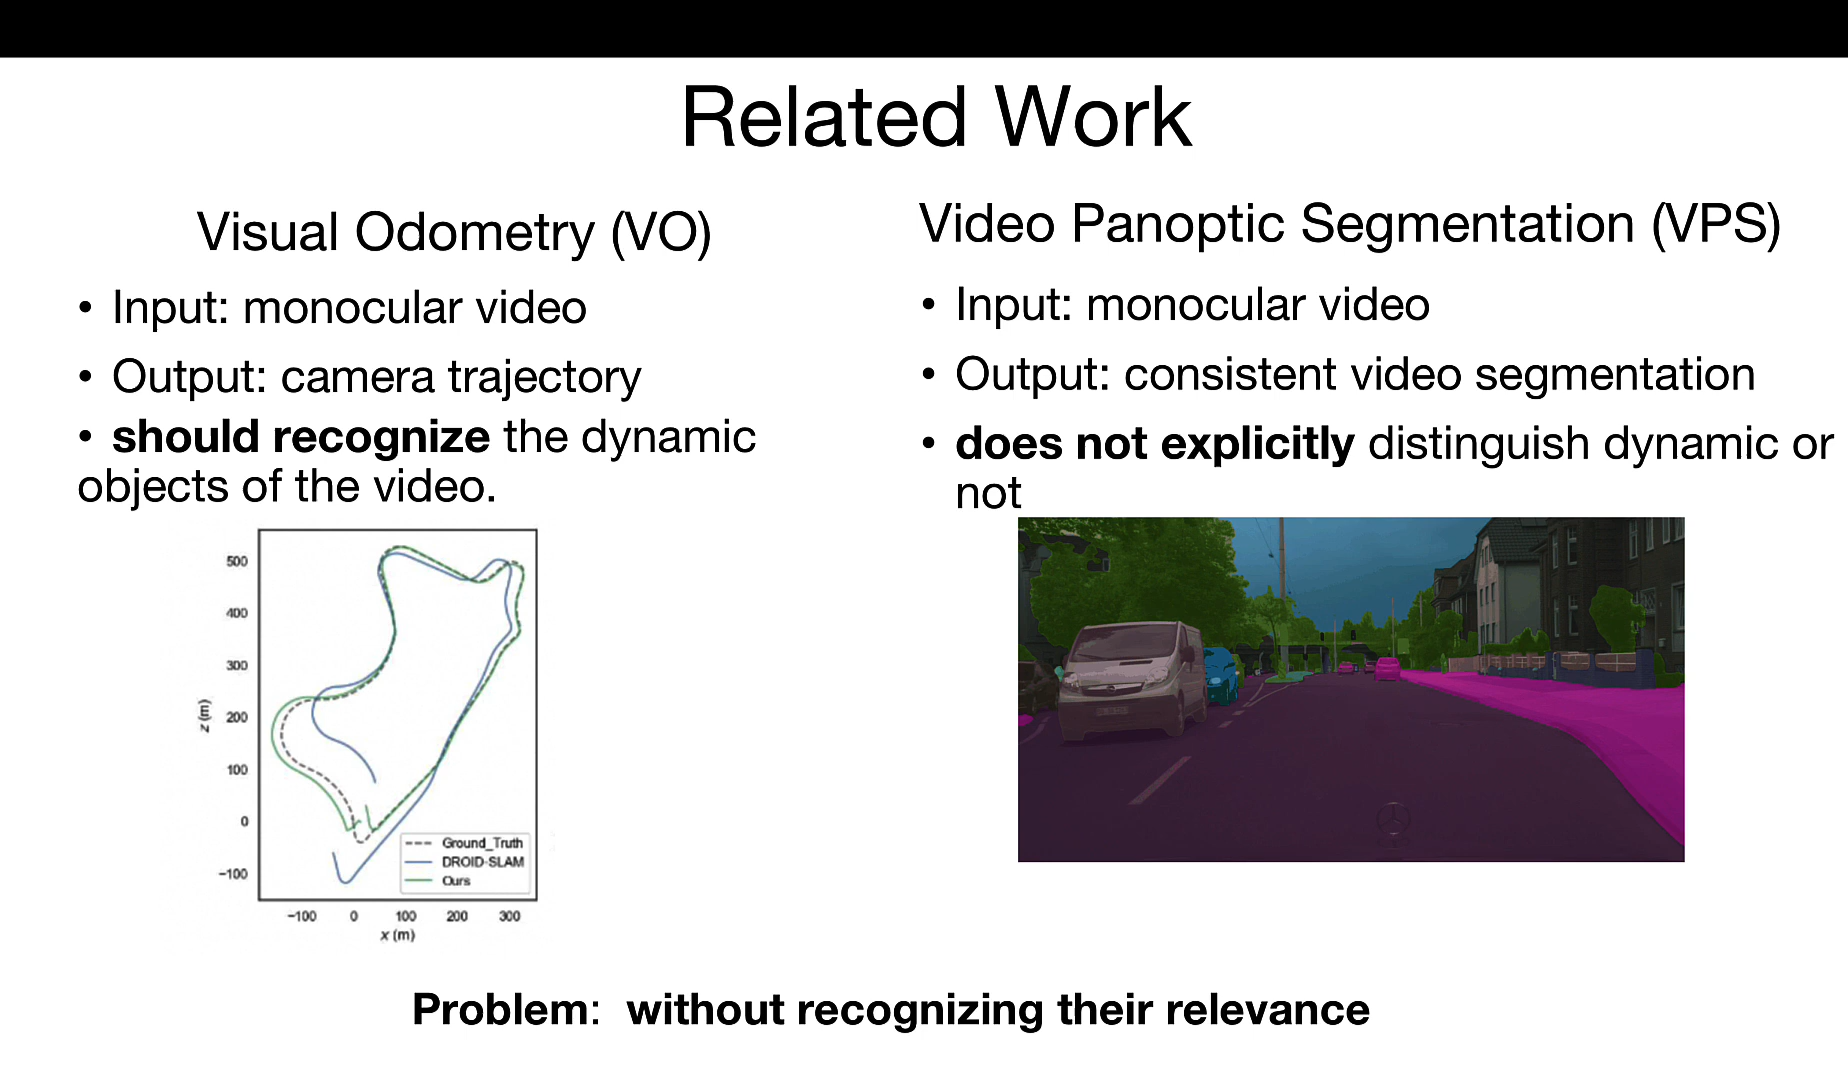 Related Work
Visual Odometry (VO)
• Input: monocular video
• Output: camera trajectory
• should recognize the dynamic
objects of the video.
500
400
300
200
100
0
−100
z (m)
−100 0 100 200 300
x (m)
Ground_Truth
DROID-SLAM
Ours
Video Panoptic Segmentation (VPS)
• Input: monocular video
• Output: consistent video segmentation
• does not explicitly distinguish dynamic or
not
Problem: without recognizing their relevance